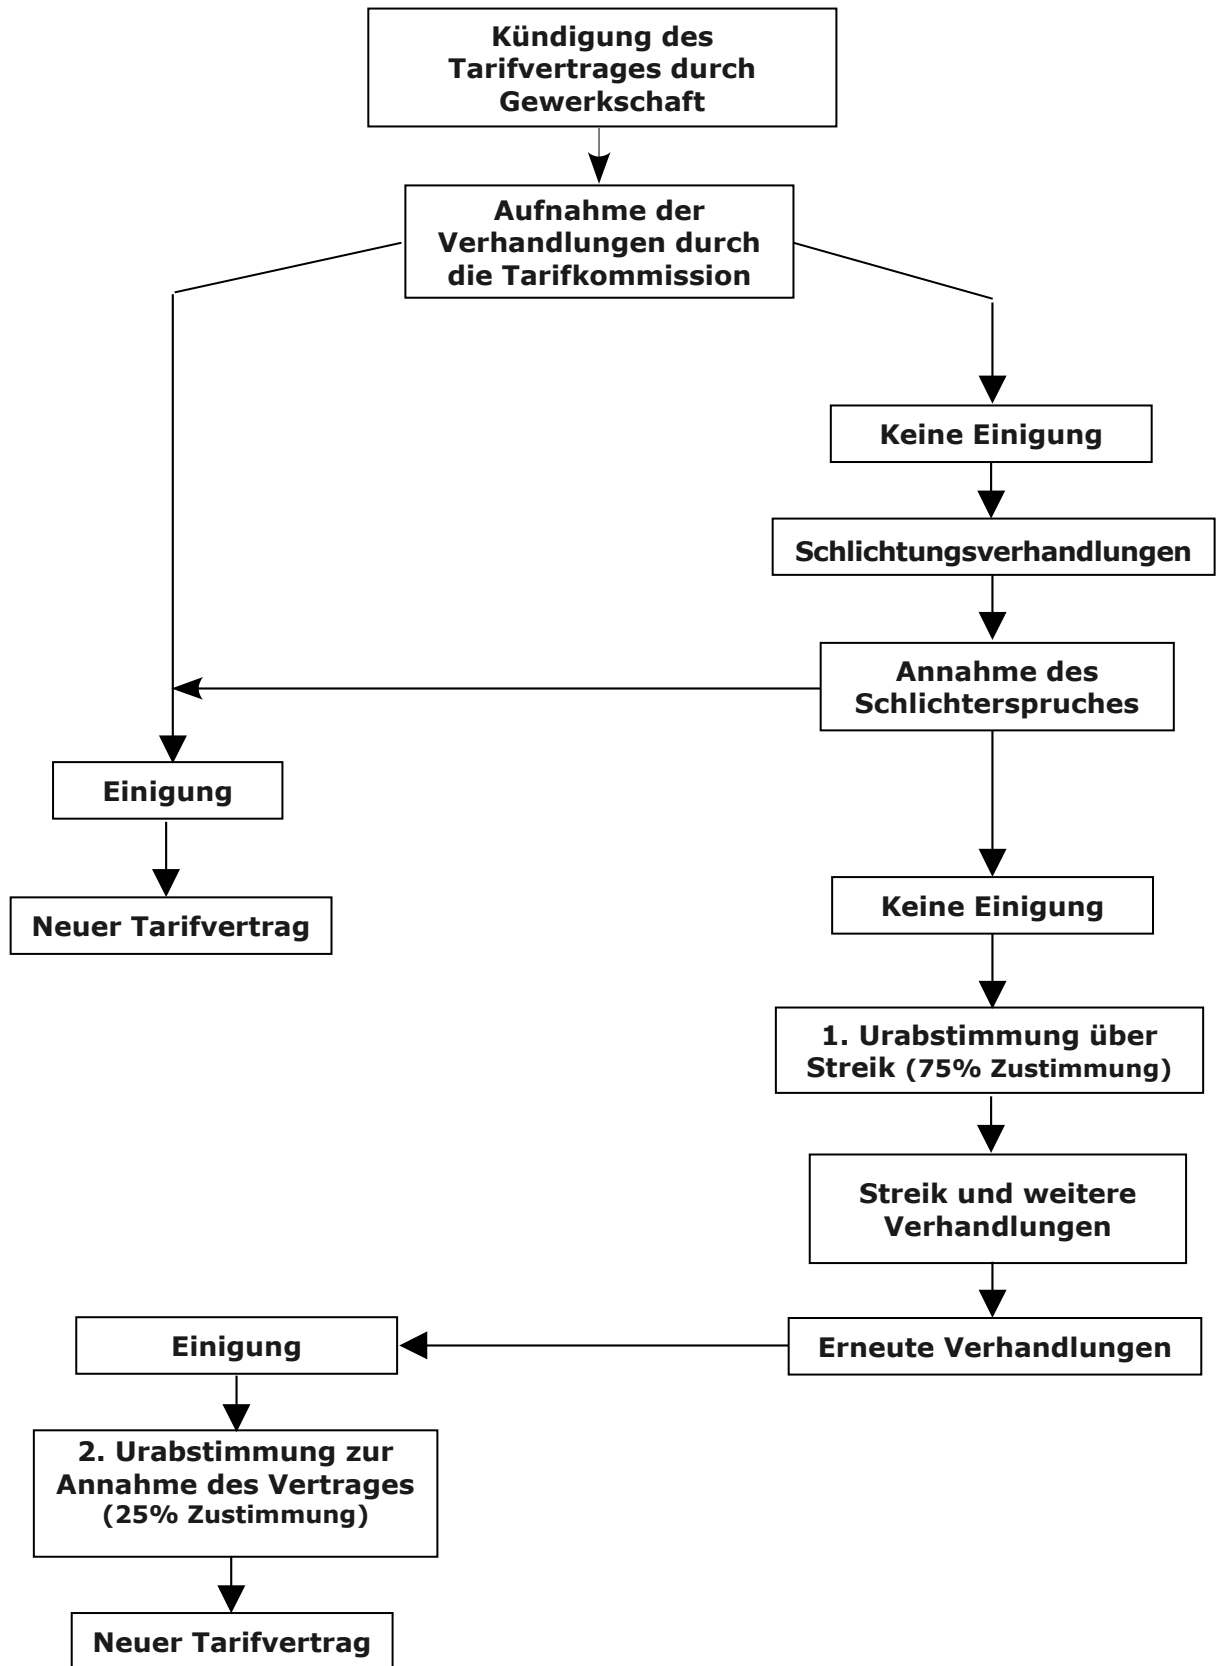 Kündigung des
Tarifvertrages durch
Gewerkschaft
Aufnahme der
Verhandlungen durch
die Tarifkommission
Keine Einigung
Schlichtungsverhandlungen
Annahme des
Schlichterspruches
Einigung
Neuer Tarifvertrag
Keine Einigung
1. Urabstimmung über
Streik (75% Zustimmung)
Streik und weitere
Verhandlungen
Erneute Verhandlungen
Einigung
2. Urabstimmung zur
Annahme des Vertrages
(25% Zustimmung)
Neuer Tarifvertrag